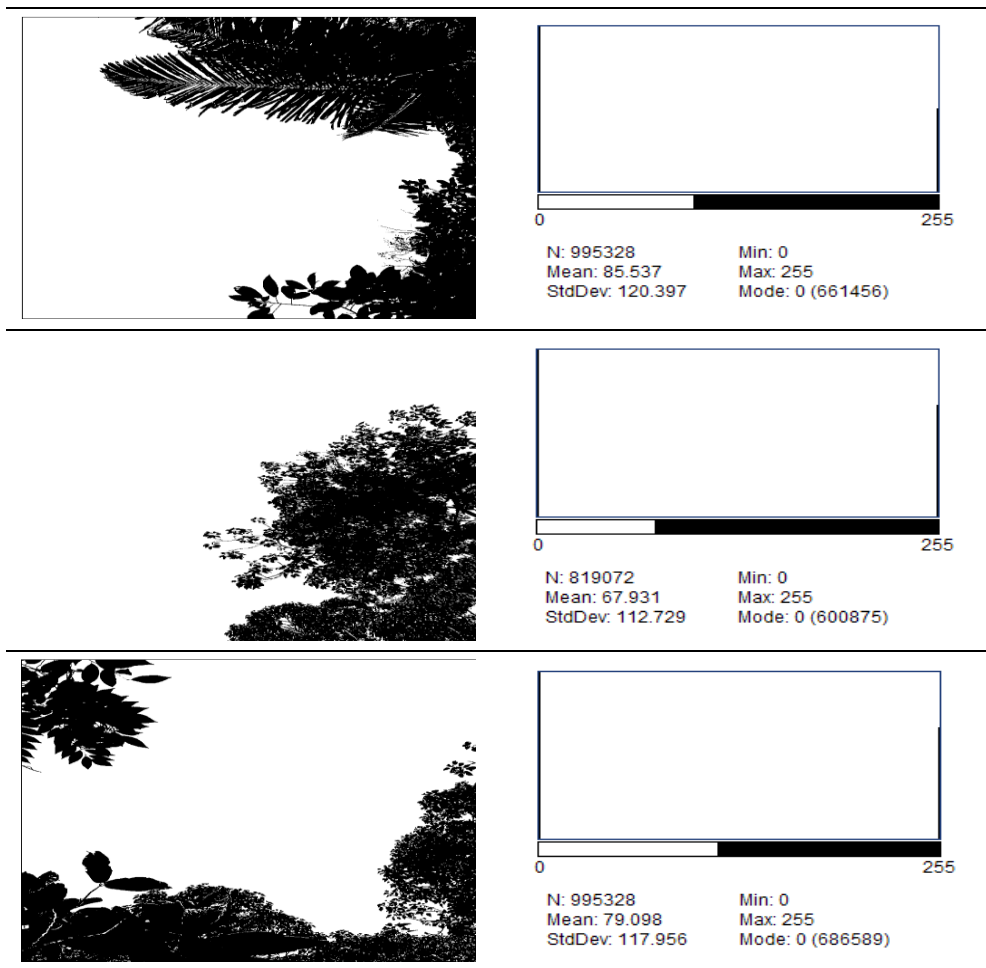 0 255
N: 995328 Min: 0
Mean: 85.537 Max: 255
StdDev: 120.397 Mode: 0 (661456)
0 255
N: 819072 Min: 0
Mean: 67.931 Max: 255
StdDev: 112.729 Mode: 0 (600875)
0 255
N: 995328 Min: 0
Mean: 79.098 Max: 255
StdDev: 117.956 Mode: 0 (686589)